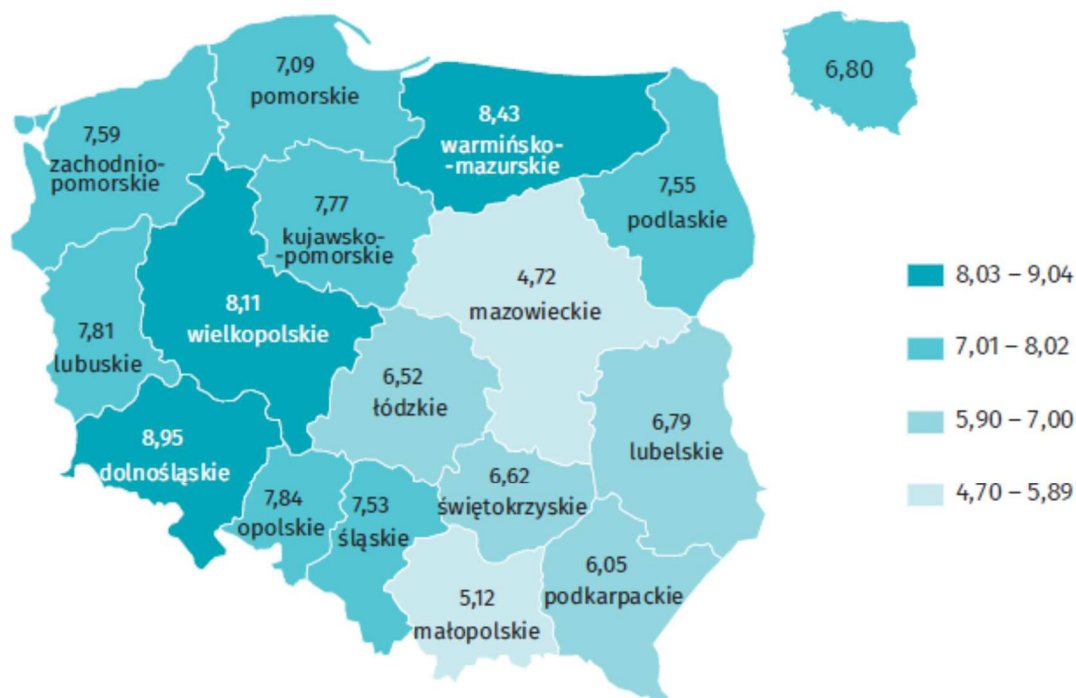 7,09
pomorskie
6,80
8,43
warmińsko-
-mazurskie
7,59
zachodnio-
pomorskie
7,55
podlaskie
7,77
kujawsko-
-pomorskie
4,72
mazowieckie
8,03 – 9,04
8,11
wielkopolskie
7,81
lubuskie
7,01 – 8,02
6,52
łódzkie
6,79
lubelskie
5,90 – 7,00
8,95
dolnośląskie
6,62
świętokrzyskie
7,84
opolskie
7,53
śląskie
4,70 – 5,89
6,05
podkarpackie
5,12
małopolskie